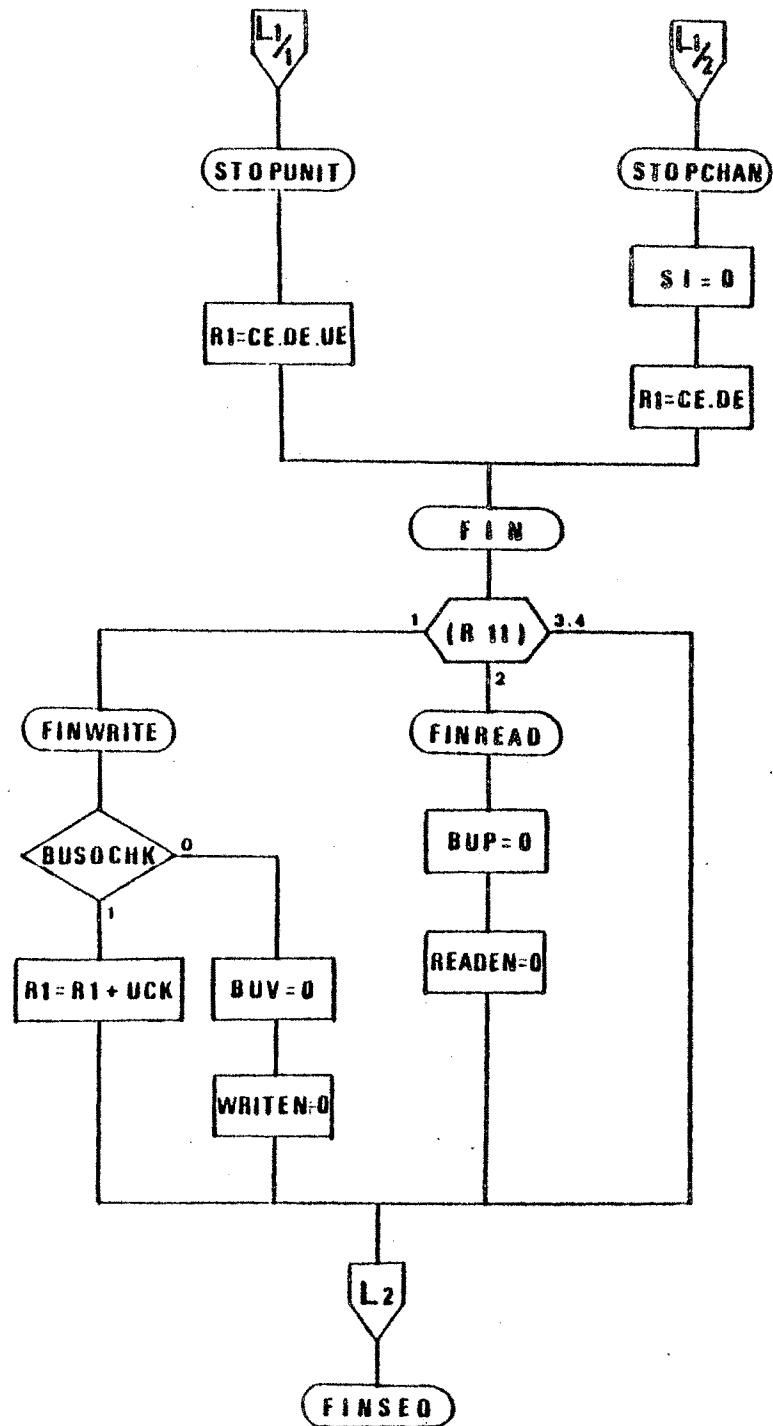 L1/1
L1/2
STOPUNIT
STOPCHAN
SI=0
R1=CE.DE.UE
R1=CE.DE
FIN
1
(R 11)
3.4
2
FINWRITE
FINREAD
BUSOCHK
0
1
BUP=0
READEN=0
R1=R1+UCK
BUV=0
WRITEN=0
L2
FINSEQ